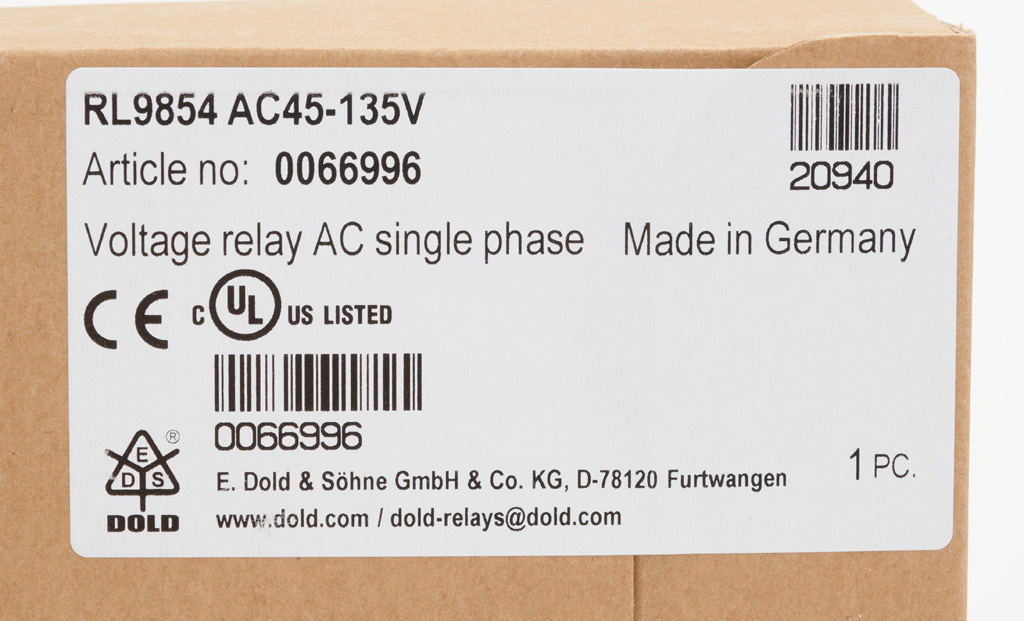 RL9854 AC45-135V
20940
Article no: 0066996
Voltage relay AC single phase Made in Germany
CE C UL US LISTED
0066996
E D S ®
DOLD
E. Dold & Söhne GmbH & Co. KG, D-78120 Furtwangen
www.dold.com / dold-relays@dold.com
1 PC.